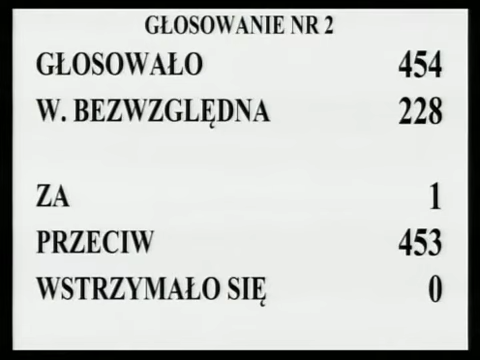 GŁOSOWANIE NR 2
GŁOSOWAŁO 454
W. BEZWZGLĘDNA 228
ZA 1
PRZECIW 453
WSTRZYMAŁO SIĘ 0